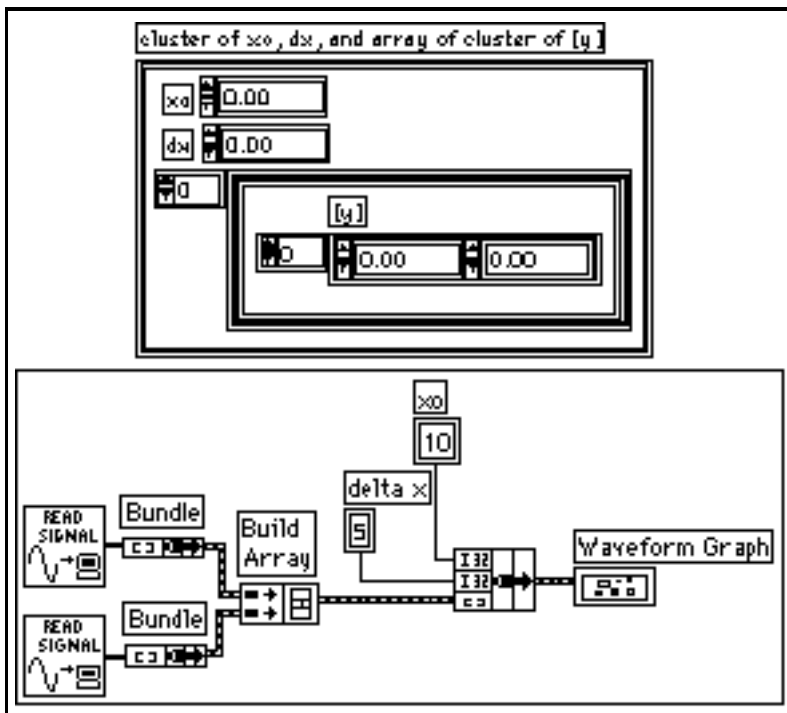 cluster of xo, dx, and array of cluster of [y]
xo 0.00
dx 0.00
0
[y]
0 0.00 0.00
xo
10
delta x
5
READ SIGNAL
Bundle
Build Array
I32
I32
Waveform Graph
READ SIGNAL
Bundle